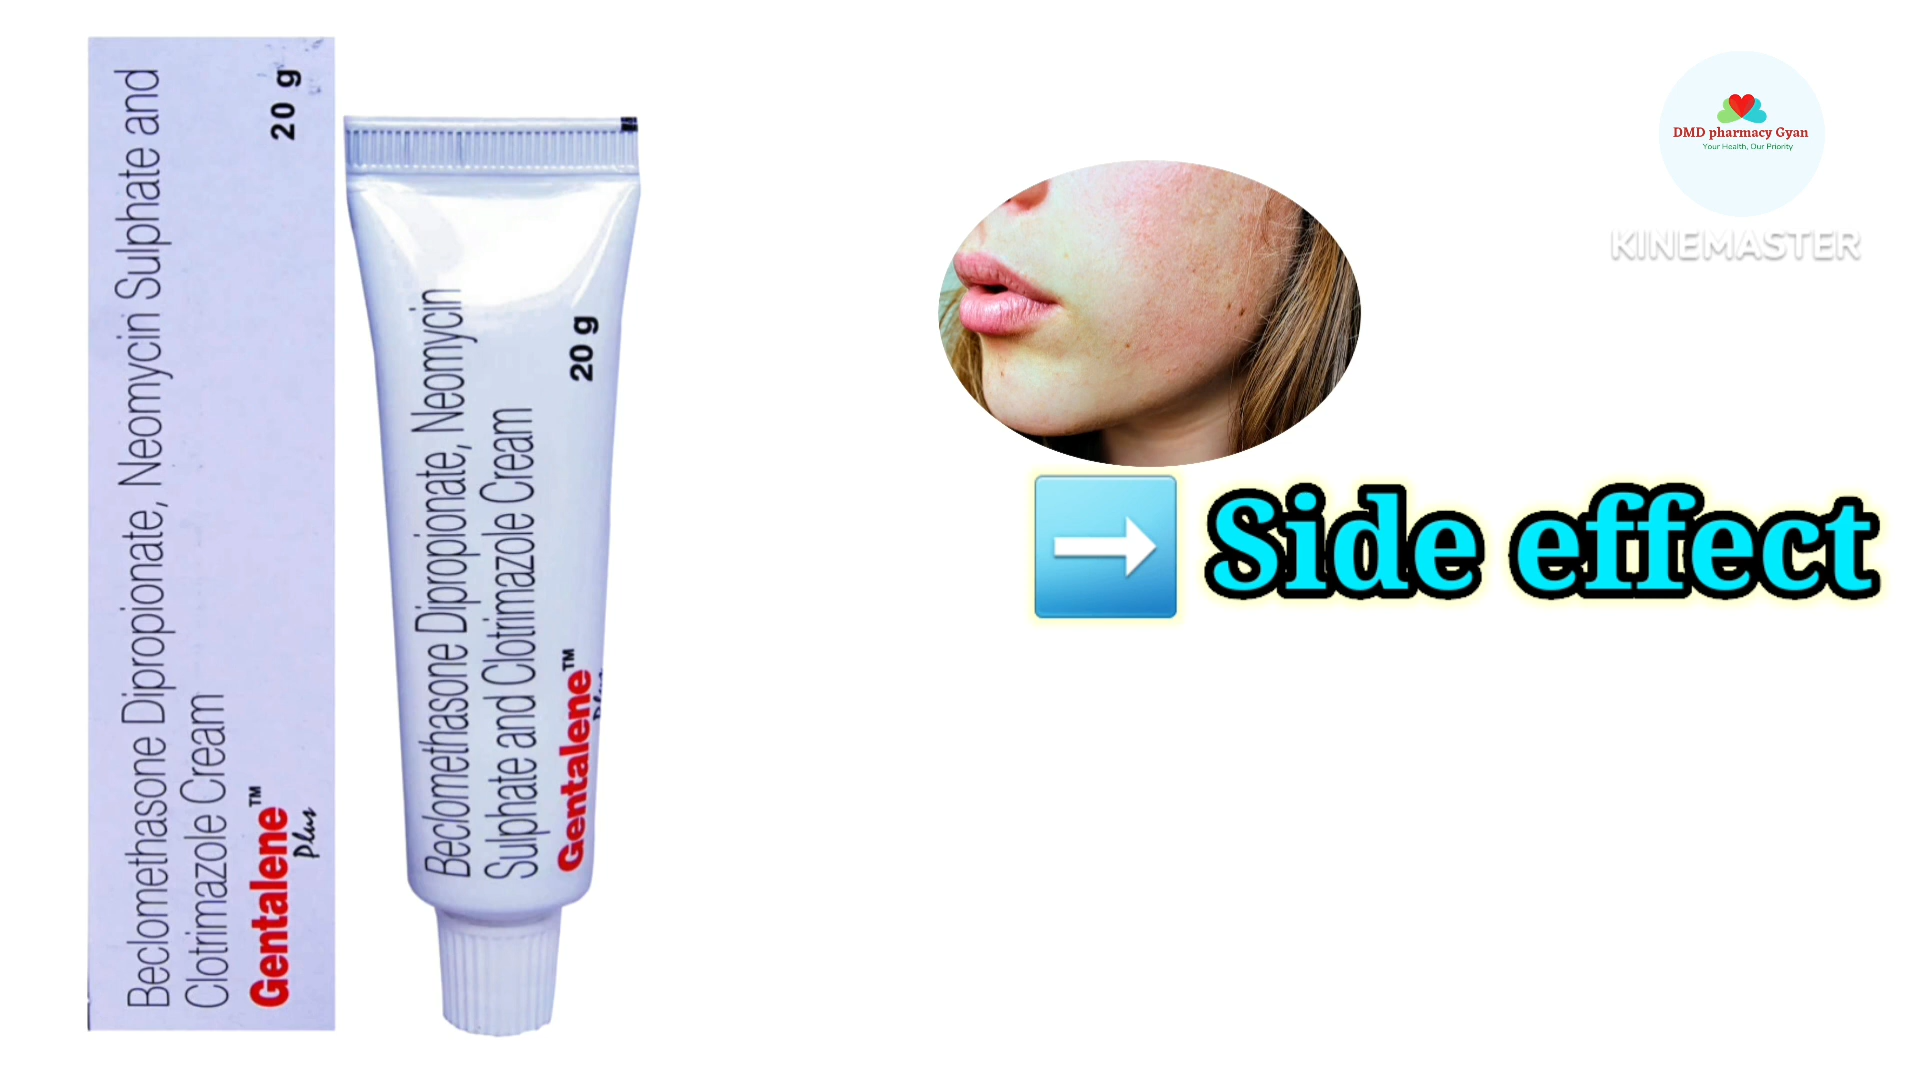 Beclomethasone Dipropionate, Neomycin Sulphate and
Clotrimazole Cream
Gentalene™
Plus
20 g
Beclomethasone Dipropionate, Neomycin
Sulphate and Clotrimazole Cream
Gentalene™
Plus
20 g
DMD pharmacy Gyan
Your Health, Our Priority
KINEMASTER
Side effect